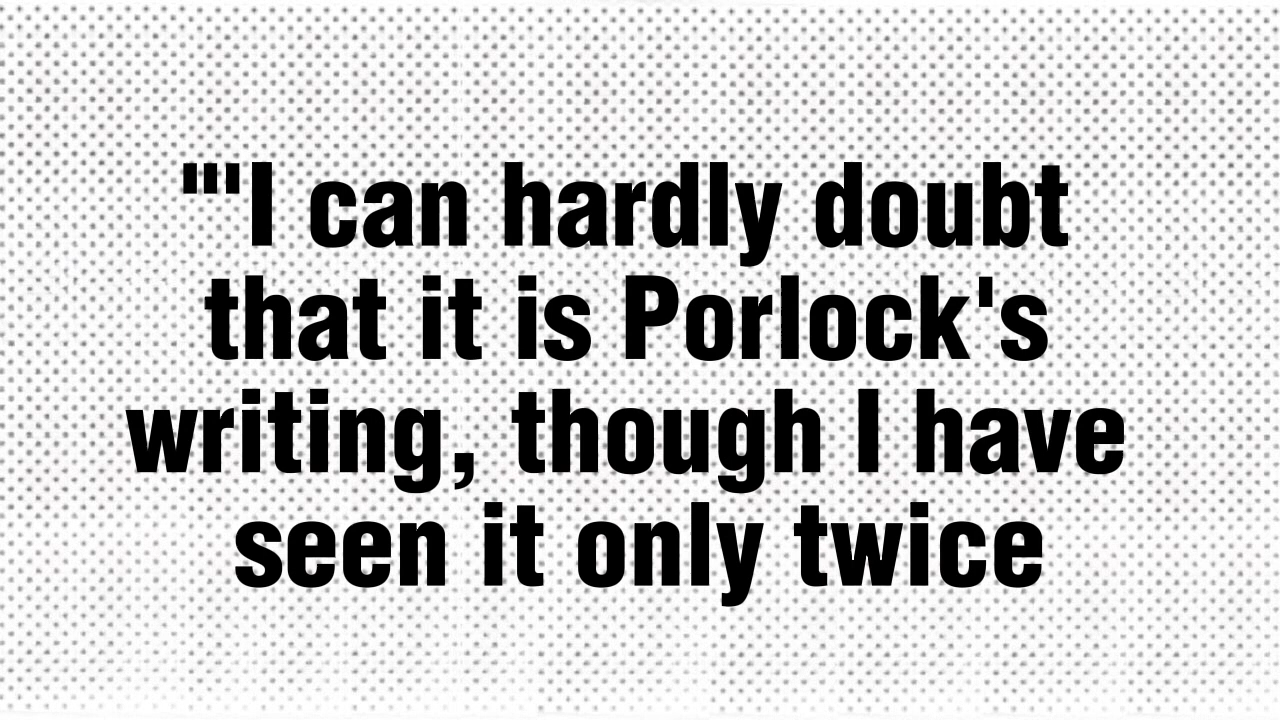 "'I can hardly doubt
that it is Porlock's
writing, though I have
seen it only twice